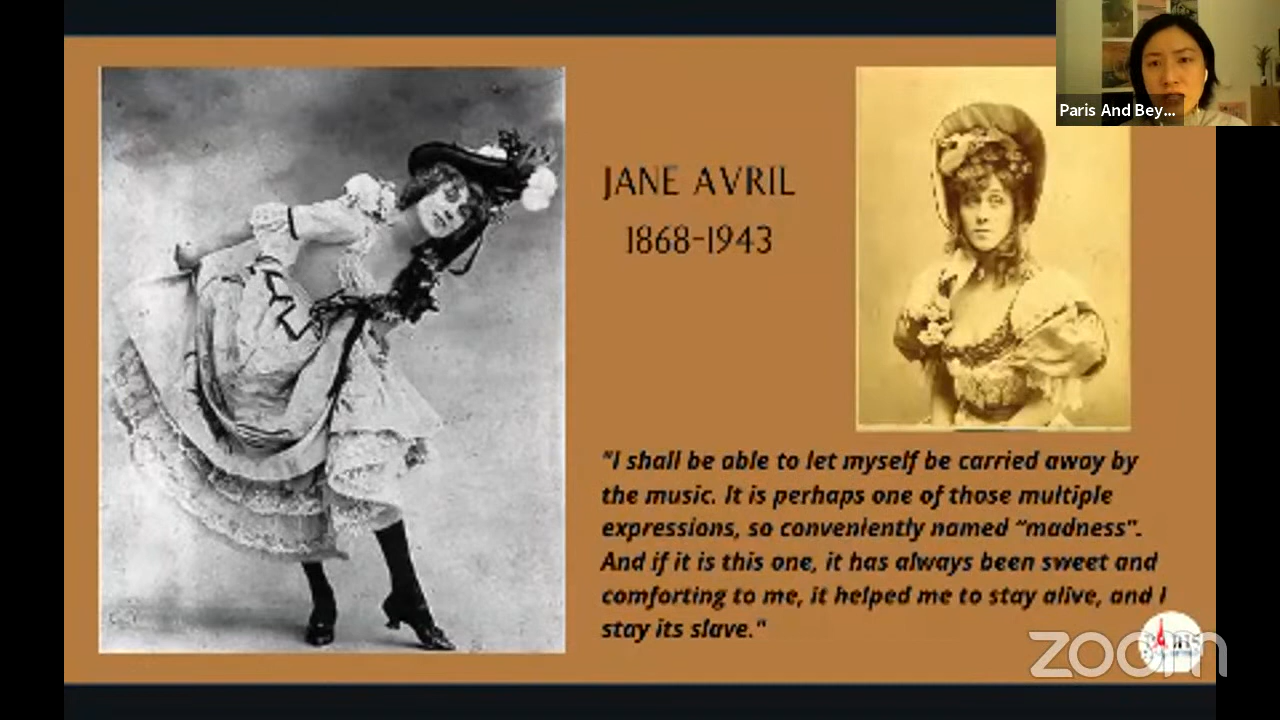 Paris And Bey...
JANE AVRIL
1868-1943
"I shall be able to let myself be carried away by
the music. It is perhaps one of those multiple
expressions, so conveniently named "madness".
And if it is this one, it has always been sweet and
comforting to me, it helped me to stay alive, and I
stay its slave."
zoom